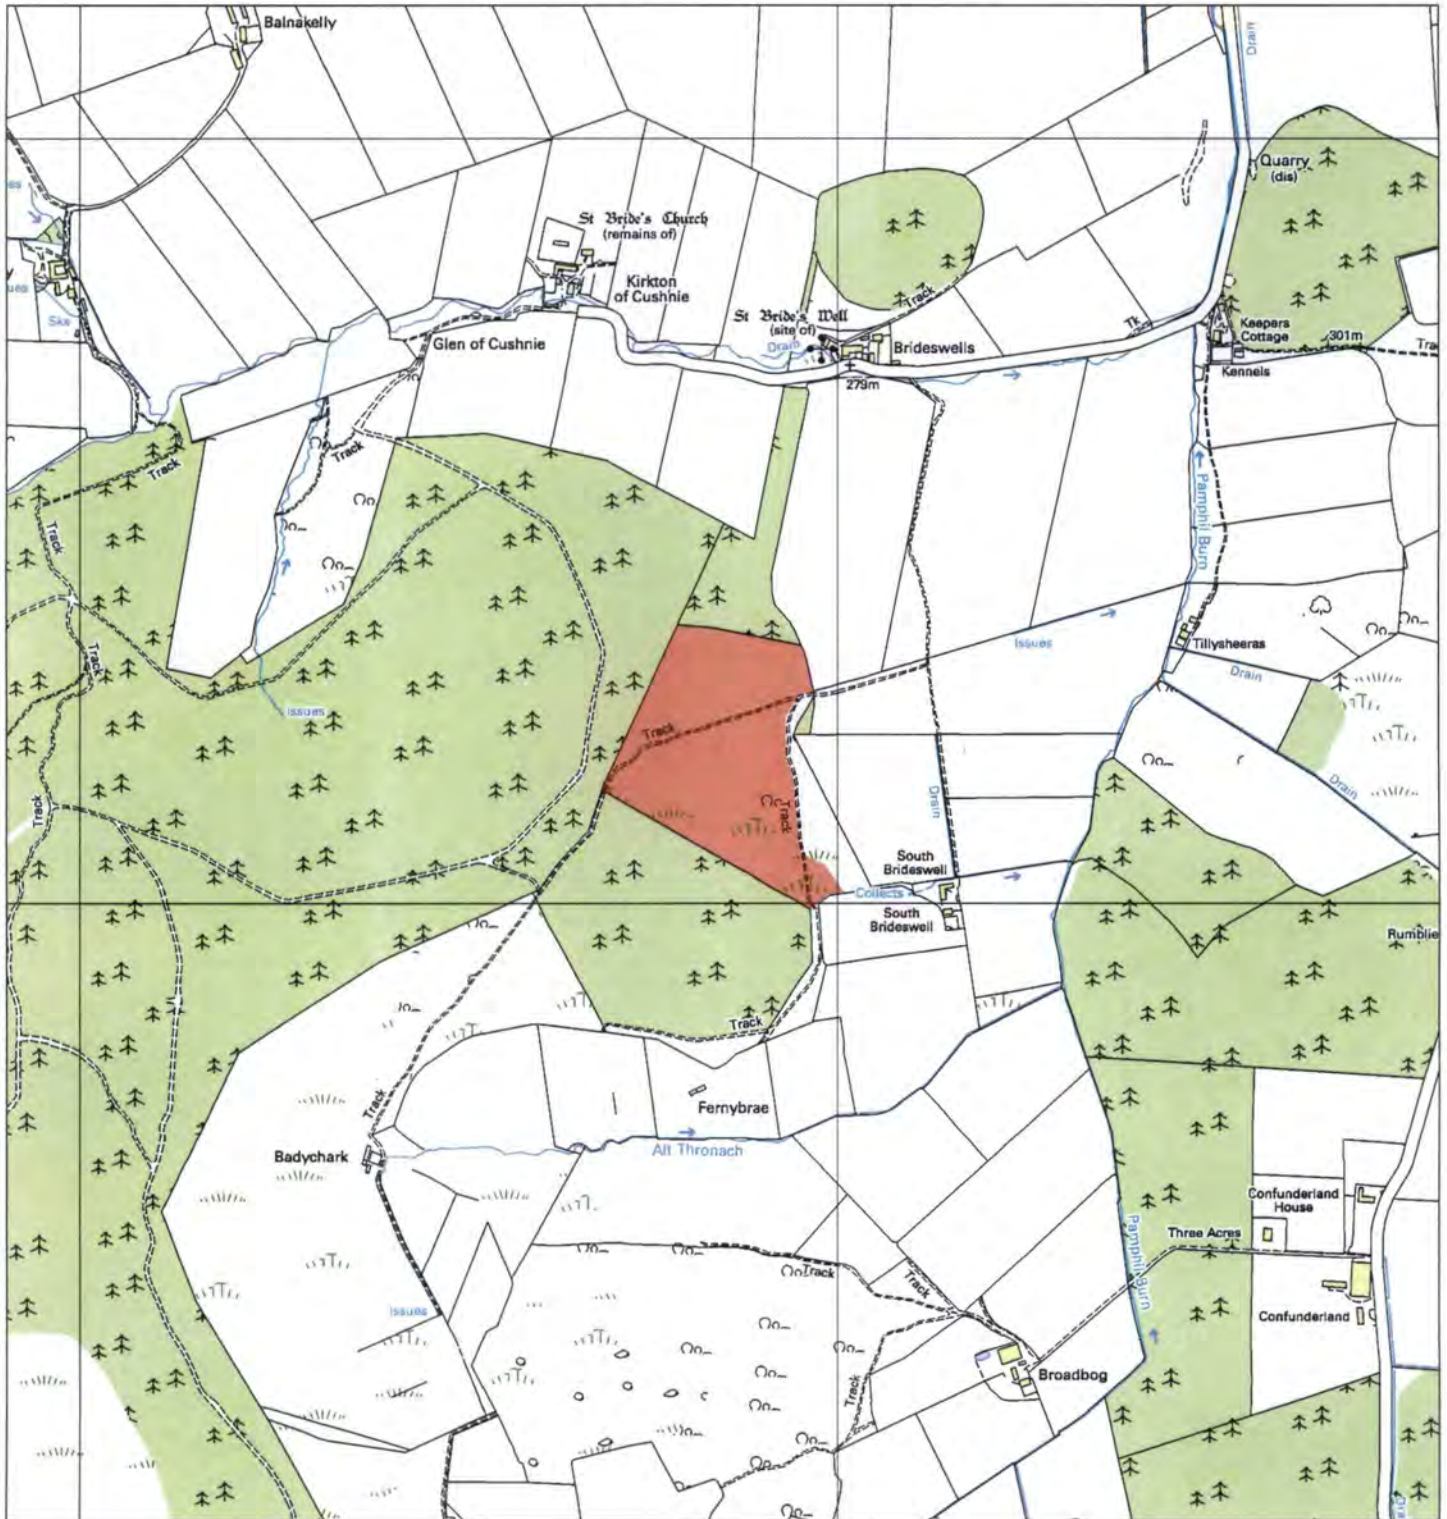 Balnakelly
Drain
Quarry
(dis)
St Bride's Church
(remains of)
Kirkton
of Cushnie
St Bride's Well
(site of)
Drain
Track
Brideswells
279m
Tk
Keepers
Cottage
301m
Kennels
Glen of Cushnie
Track
Track
Track
Pamphil Burn
Issues
Tillysheeras
Drain
Track
Issues
Track
Track
Track
Drain
Drain
South
Brideswell
Collects
South
Brideswell
Rumblie
Track
Fernybrae
Track
Badychark
Allt Thronach
Confunderland
House
Three Acres
Pamphil Burn
Track
Track
Issues
Confunderland
Broadbog
Track